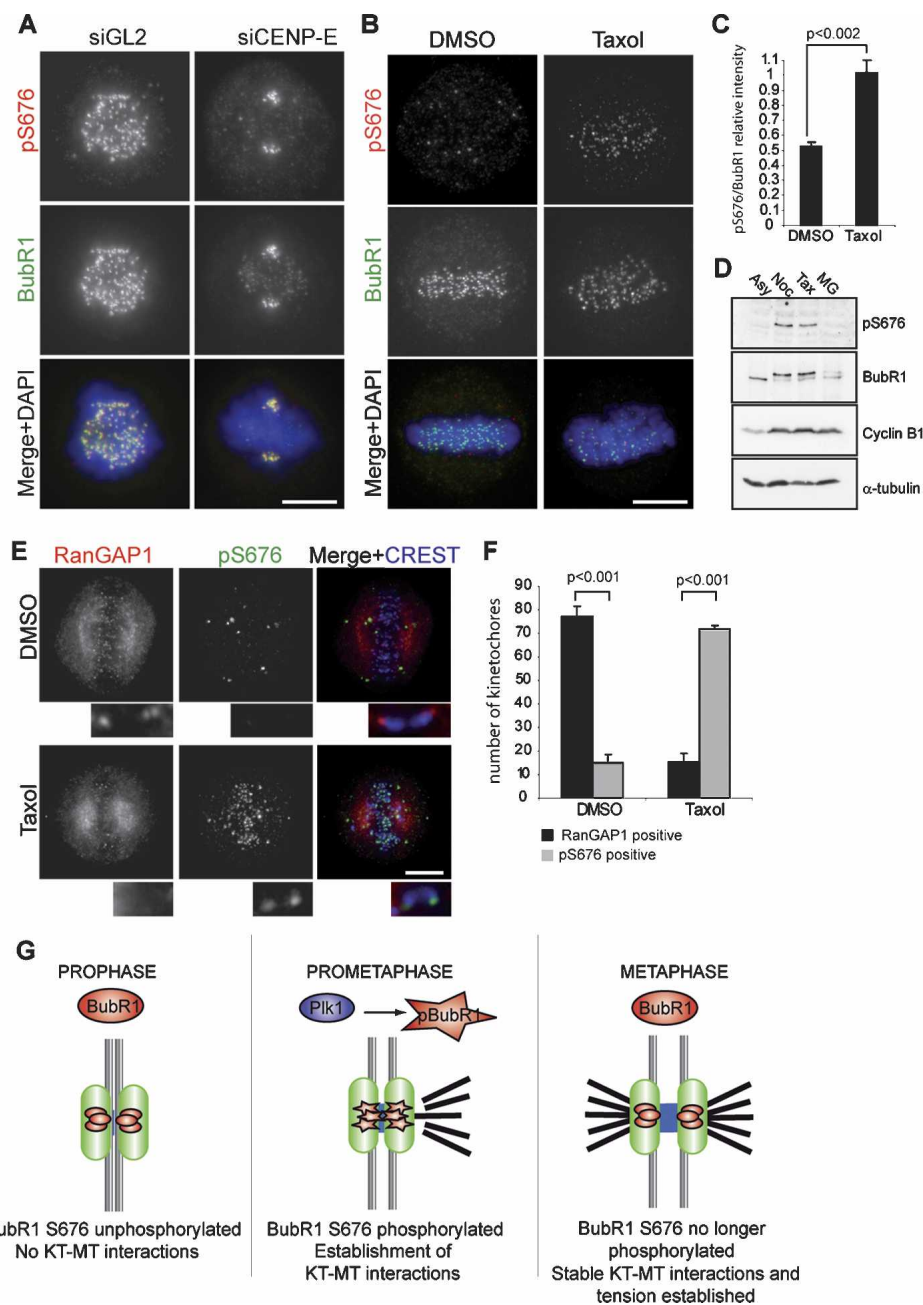 A
siGL2
siCENP-E
pS676
BubR1
Merge+DAPI
B
DMSO
Taxol
pS676
BubR1
Merge+DAPI
C
p<0.002
pS676/BubR1 relative intensity
1.1
1
0.9
0.8
0.7
0.6
0.5
0.4
0.3
0.2
0.1
0
DMSO
Taxol
D
Asy Noc Tax MG
pS676
BubR1
Cyclin B1
α-tubulin
E
RanGAP1
pS676
Merge+CREST
DMSO
Taxol
F
p<0.001
p<0.001
number of kinetochores
90
80
70
60
50
40
30
20
10
0
DMSO
Taxol
RanGAP1 positive
pS676 positive
G
PROPHASE
BubR1
ubR1 S676 unphosphorylated
No KT-MT interactions
PROMETAPHASE
Plk1
pBubR1
BubR1 S676 phosphorylated
Establishment of
KT-MT interactions
METAPHASE
BubR1
BubR1 S676 no longer
phosphorylated
Stable KT-MT interactions and
tension established